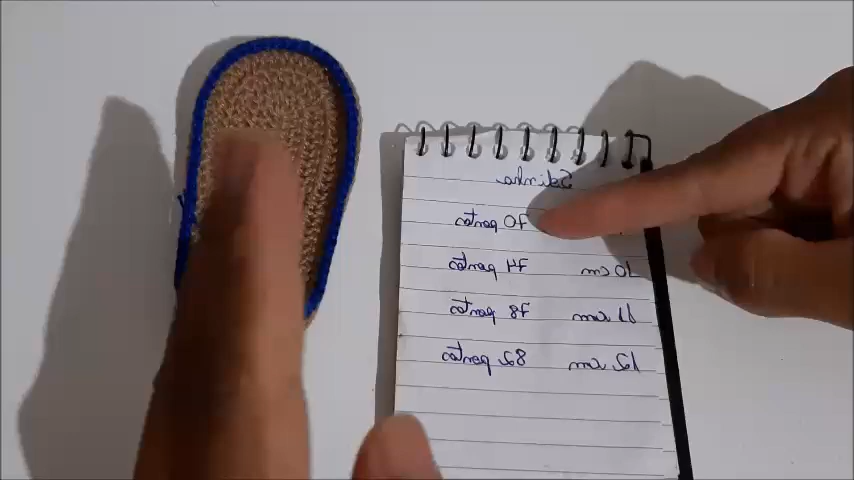 Solinha
70 pontos
10 cm 74 pontos
11 cm 78 pontos
12 cm 82 pontos